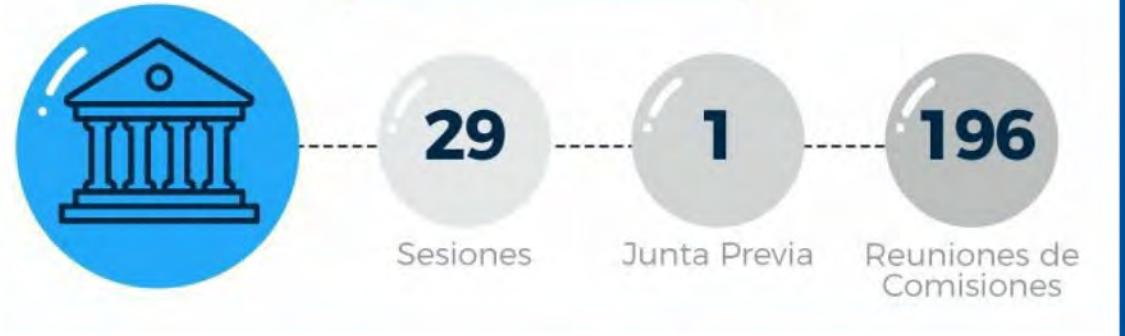 29
Sesiones
1
Junta Previa
196
Reuniones de
Comisiones